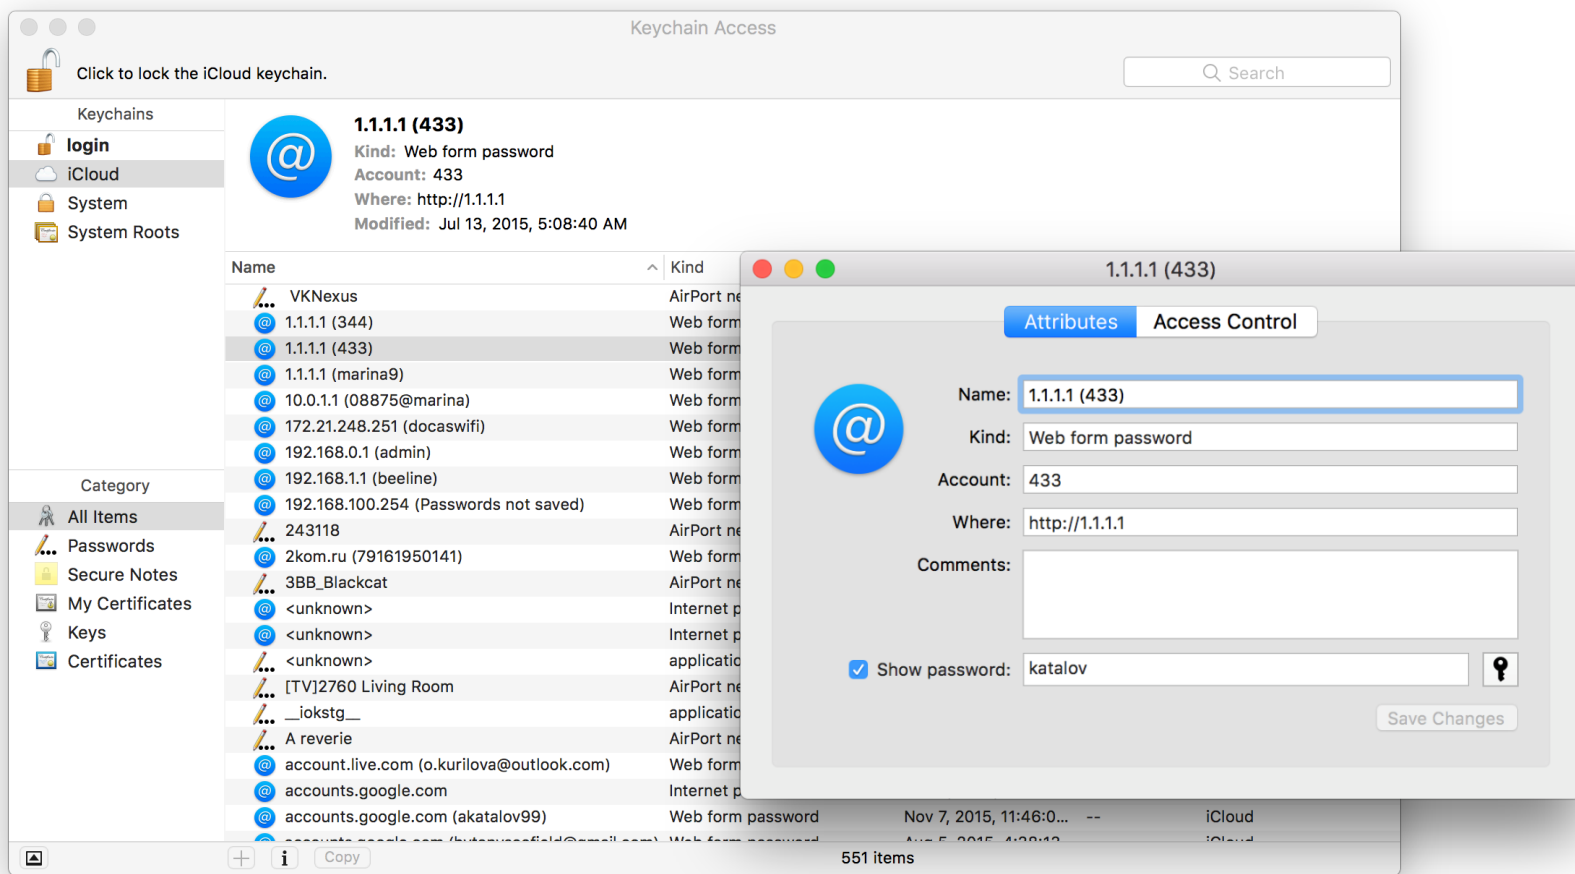 Keychain Access
Click to lock the iCloud keychain.
Search
Keychains
login
iCloud
System
System Roots
Category
All Items
Passwords
Secure Notes
My Certificates
Keys
Certificates
1.1.1.1 (433)
Kind: Web form password
Account: 433
Where: http://1.1.1.1
Modified: Jul 13, 2015, 5:08:40 AM
Name Kind
VKNexus AirPort ne
1.1.1.1 (344) Web form
1.1.1.1 (433) Web form
1.1.1.1 (marina9) Web form
10.0.1.1 (08875@marina) Web form
172.21.248.251 (docaswifi) Web form
192.168.0.1 (admin) Web form
192.168.1.1 (beeline) Web form
192.168.100.254 (Passwords not saved) Web form
243118 AirPort ne
2kom.ru (79161950141) Web form
3BB_Blackcat AirPort ne
<unknown> Internet p
<unknown> Internet p
<unknown> applicatio
[TV]2760 Living Room AirPort ne
__iokstg__ applicatio
A reverie AirPort ne
account.live.com (o.kurilova@outlook.com) Web form
accounts.google.com Internet p
accounts.google.com (akatalov99) Web form password Nov 7, 2015, 11:46:0... -- iCloud
Copy
551 items
1.1.1.1 (433)
Attributes Access Control
Name: 1.1.1.1 (433)
Kind: Web form password
Account: 433
Where: http://1.1.1.1
Comments:
Show password: katalov
Save Changes